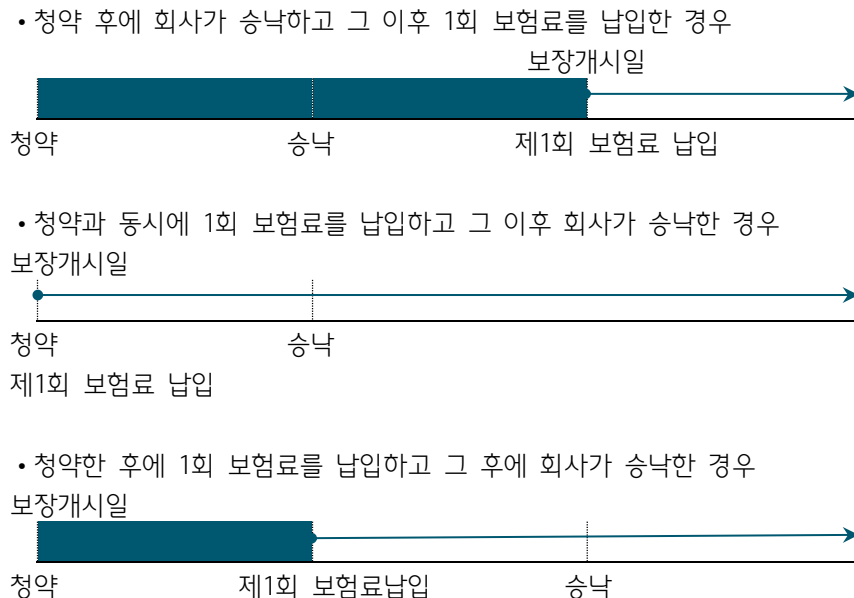 • 청약 후에 회사가 승낙하고 그 이후 1회 보험료를 납입한 경우
보장개시일
청약 승낙 제1회 보험료 납입
• 청약과 동시에 1회 보험료를 납입하고 그 이후 회사가 승낙한 경우
보장개시일
청약 승낙
제1회 보험료 납입
• 청약한 후에 1회 보험료를 납입하고 그 후에 회사가 승낙한 경우
보장개시일
청약 제1회 보험료납입 승낙